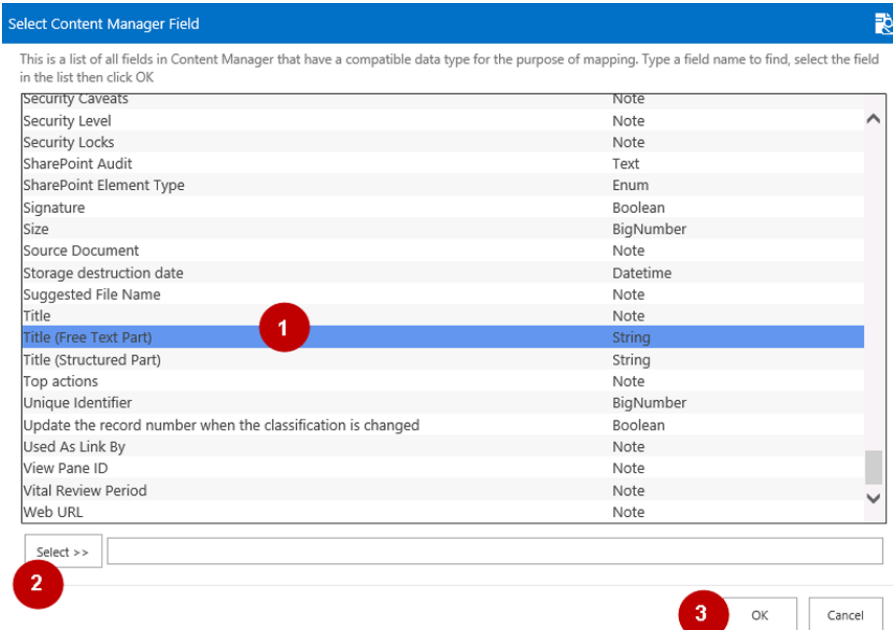 Select Content Manager Field
This is a list of all fields in Content Manager that have a compatible data type for the purpose of mapping. Type a field name to find, select the field
in the list then click OK
Security Caveats Note
Security Level Note
Security Locks Note
SharePoint Audit Text
SharePoint Element Type Enum
Signature Boolean
Size BigNumber
Source Document Note
Storage destruction date Datetime
Suggested File Name Note
Title Note
Title (Free Text Part) 1 String
Title (Structured Part) String
Top actions Note
Unique Identifier BigNumber
Update the record number when the classification is changed Boolean
Used As Link By Note
View Pane ID Note
Vital Review Period Note
Web URL Note
Select >>
2
3 OK Cancel